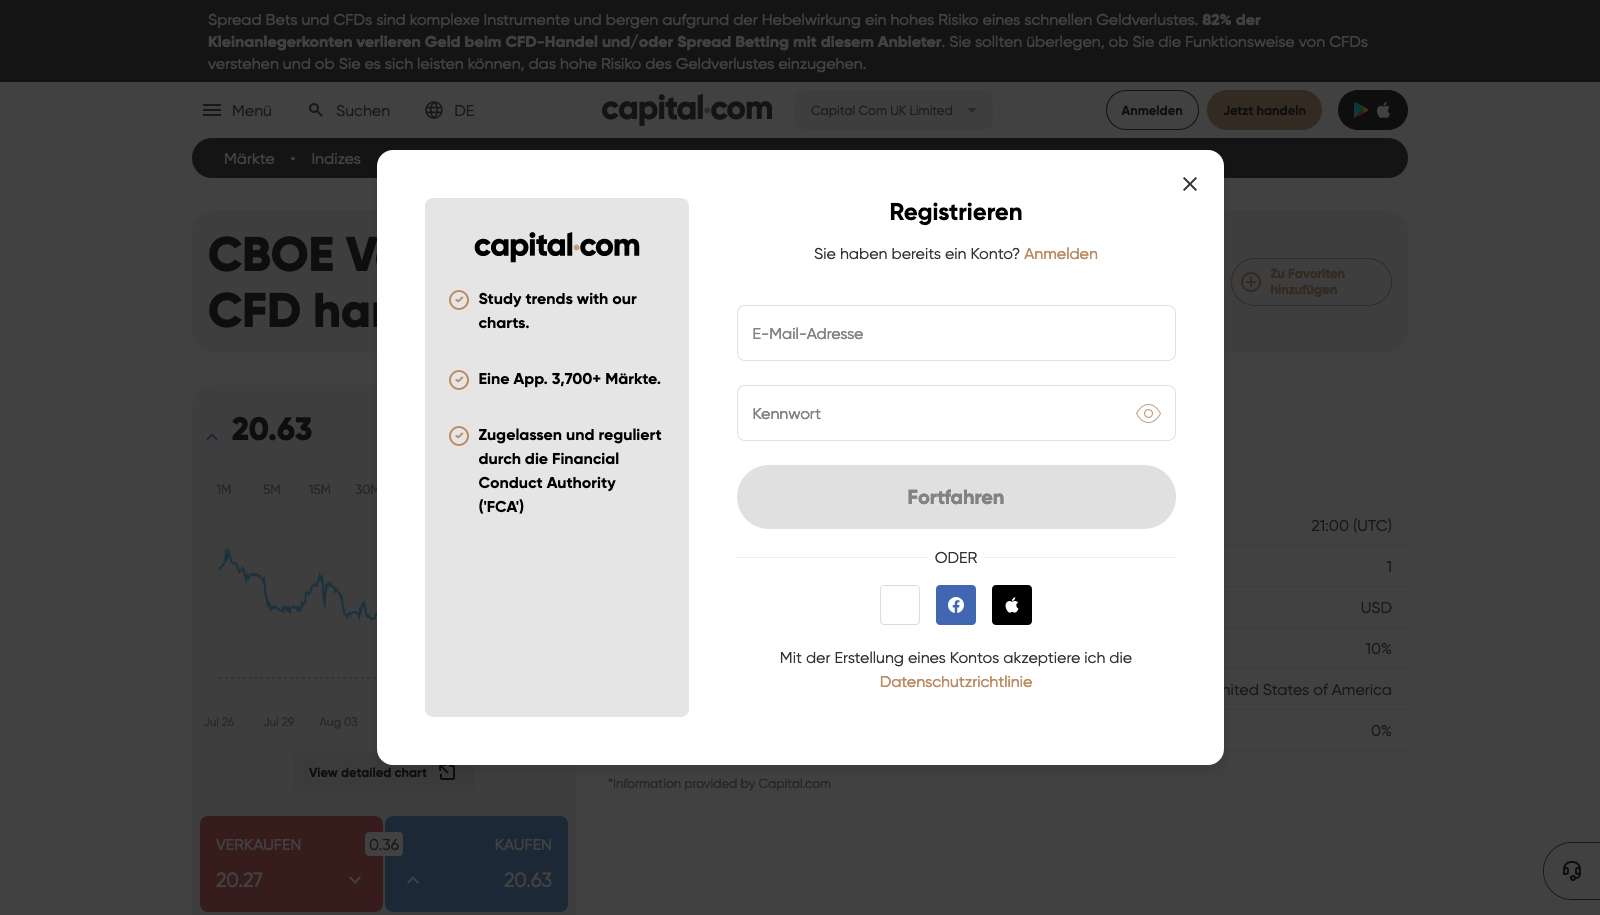 Spread Bets und CFDs sind komplexe Instrumente und bergen aufgrund der Hebelwirkung ein hohes Risiko eines schnellen Geldverlustes. 82% der
Kleinanlegerkonten verlieren Geld beim CFD-Handel und/oder Spread Betting mit diesem Anbieter. Sie sollten überlegen, ob Sie die Funktionsweise von CFDs
verstehen und ob Sie es sich leisten können, das hohe Risiko des Geldverlustes einzugehen.
Menü Suchen DE capital.com Capital Com UK Limited Anmelden Jetzt handeln
Märkte • Indizes
CBOE
CFD
Zu Favoriten
hinzufügen
20.63
1M 5M 15M 30M
Jul 26 Jul 29 Aug 03
View detailed chart
VERKAUFEN 0.36 KAUFEN
20.27 20.63
capital.com
Study trends with our
charts.
Eine App. 3,700+ Märkte.
Zugelassen und reguliert
durch die Financial
Conduct Authority
('FCA')
Registrieren
Sie haben bereits ein Konto? Anmelden
E-Mail-Adresse
Kennwort
Fortfahren
ODER
Mit der Erstellung eines Kontos akzeptiere ich die
Datenschutzrichtlinie
21:00 (UTC)
1
USD
10%
States of America
0%
*Information provided by Capital.com